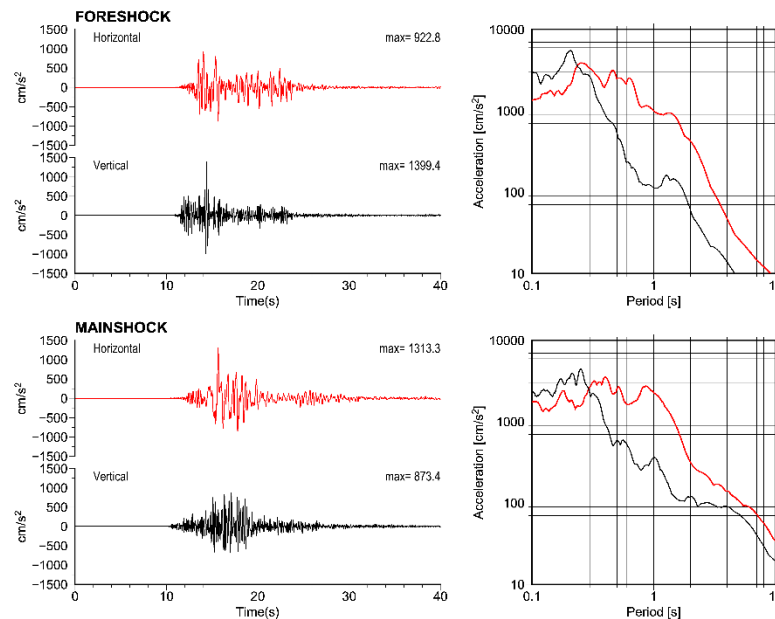 FORESHOCK
Horizontal max= 922.8
1500
1000
500
0
−500
−1000
−1500
cm/s²
Vertical max= 1399.4
1500
1000
500
0
−500
−1000
−1500
cm/s²
0 10 20 30 40
Time(s)
10000
1000
100
10
Acceleration [cm/s²]
0.1 1 1
Period [s]
MAINSHOCK
Horizontal max= 1313.3
1500
1000
500
0
−500
−1000
−1500
cm/s²
Vertical max= 873.4
1500
1000
500
0
−500
−1000
−1500
cm/s²
0 10 20 30 40
Time(s)
10000
1000
100
10
Acceleration [cm/s²]
0.1 1 1
Period [s]